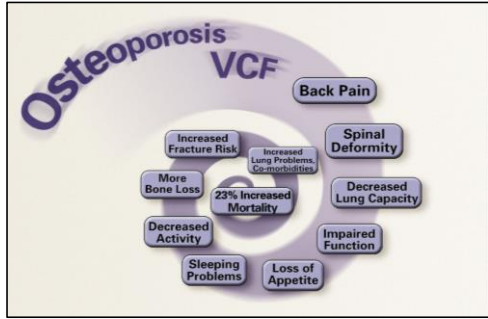 Osteoporosis
VCF
Back Pain
Spinal
Deformity
Decreased
Lung Capacity
Impaired
Function
Loss of
Appetite
Sleeping
Problems
Decreased
Activity
More
Bone Loss
Increased
Fracture Risk
Increased
Lung Problems,
Co-morbidities
23% Increased
Mortality